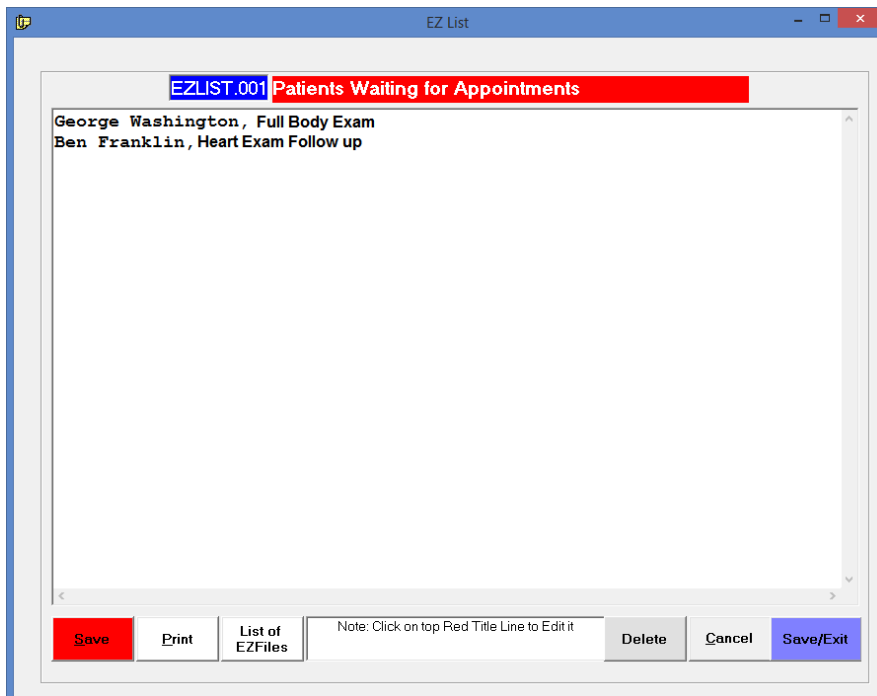 EZ List
EZLIST.001 Patients Waiting for Appointments
George Washington, Full Body Exam
Ben Franklin, Heart Exam Follow up
Save
Print
List of
EZFiles
Note: Click on top Red Title Line to Edit it
Delete
Cancel
Save/Exit